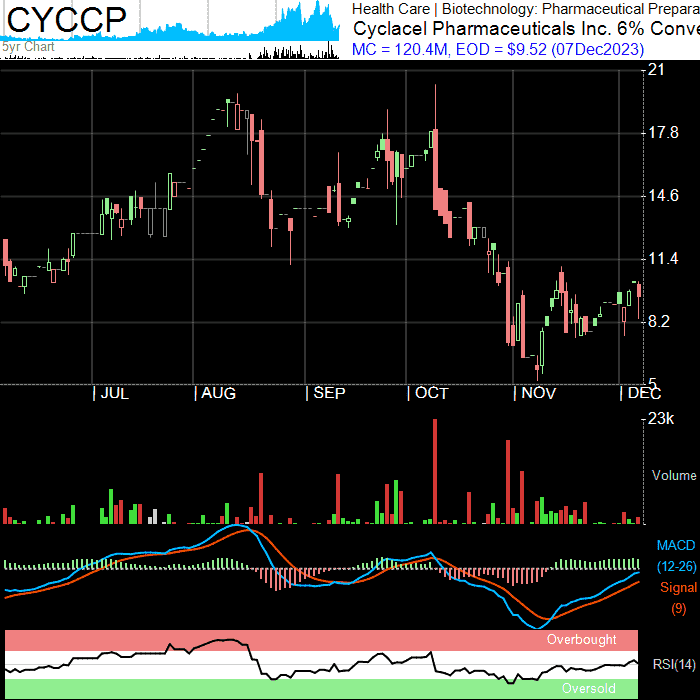 CYCCP
5yr Chart
Health Care | Biotechnology: Pharmaceutical Prepara
Cyclacel Pharmaceuticals Inc. 6% Conve
MC = 120.4M, EOD = $9.52 (07Dec2023)
21
17.8
14.6
11.4
8.2
5
| JUL | AUG | SEP | OCT | NOV | DEC
23k
Volume
MACD
(12-26)
Signal
(9)
Overbought
RSI(14)
Oversold